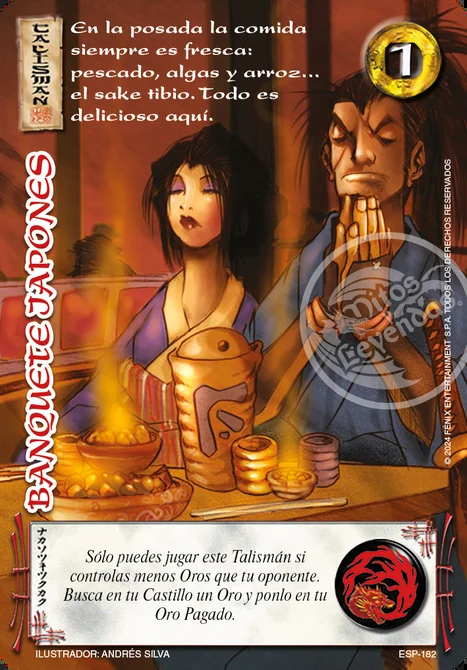 TALISMAN
En la posada la comida
siempre es fresca:
pescado, algas y arroz...
el sake tibio. Todo es
delicioso aquí.
1
BANQUETE JAPONES
Mitos y
Leyendas
© 2024 FÉNIX ENTERTAINMENT S.P.A. TODOS LOS DERECHOS RESERVADOS
Sólo puedes jugar este Talismán si
controlas menos Oros que tu oponente.
Busca en tu Castillo un Oro y ponlo en tu
Oro Pagado.
ILUSTRADOR: ANDRÉS SILVA
ESP-182